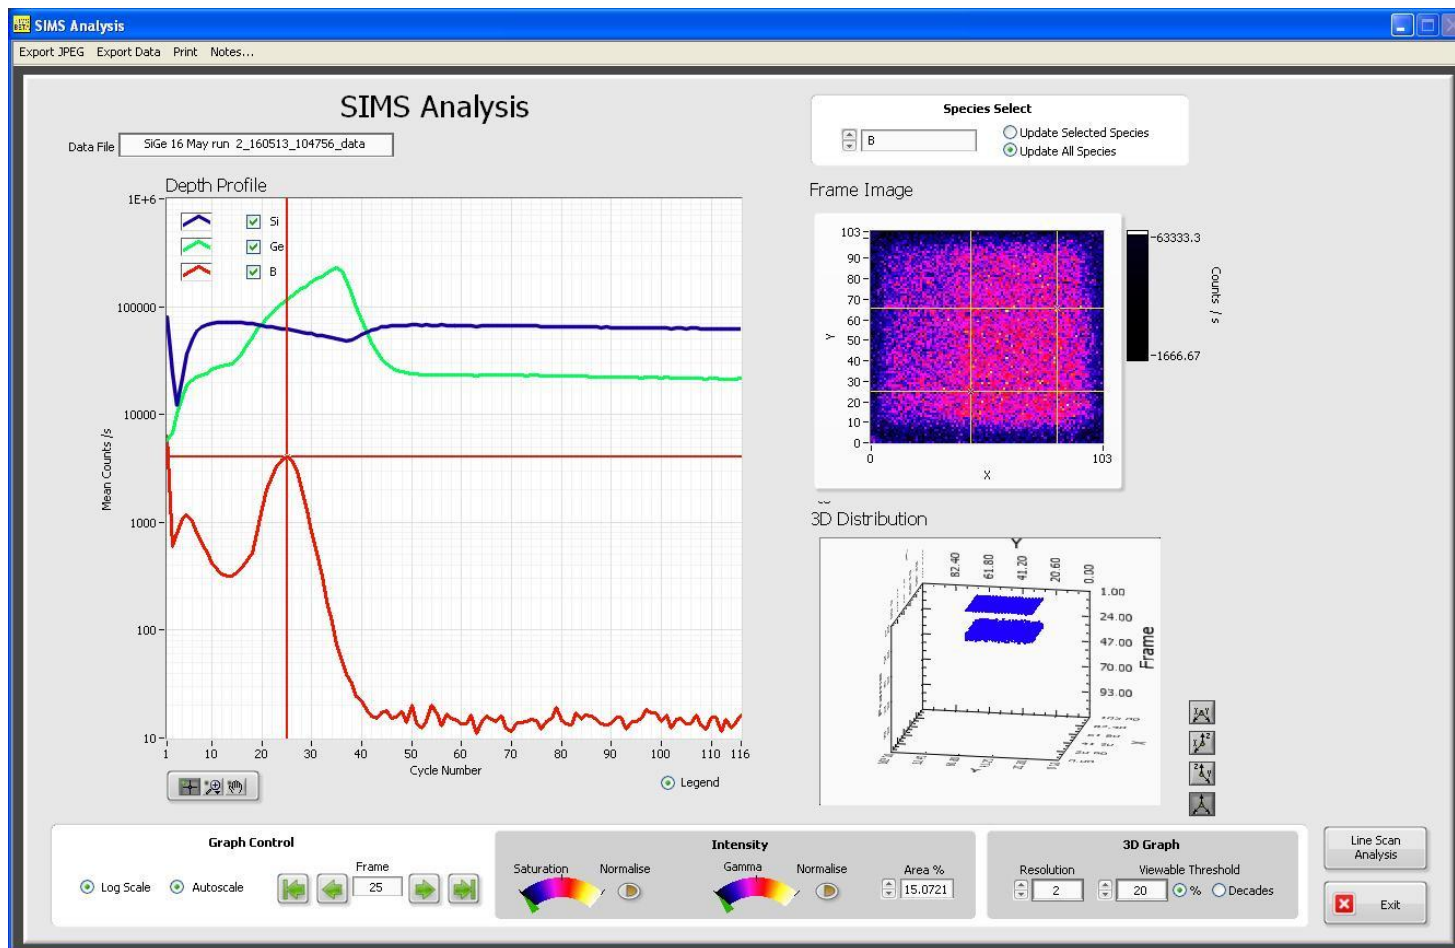 SIMS Analysis
Export JPEG Export Data Print Notes...
SIMS Analysis
Data File SiGe 16 May run 2_160513_104756_data
Species Select
B
Update Selected Species
Update All Species
Depth Profile
1E+6
100000
10000
1000
100
10
Mean Counts /s
Si
Ge
B
1 10 20 30 40 50 60 70 80 90 100 110 116
Cycle Number
Legend
Frame Image
103
90
80
70
60
50
40
30
20
10
0
Y
0 103
X
63333.3
1666.67
Counts / s
3D Distribution
Y
82.40 61.80 41.20 20.60 0.00
1.00
24.00
47.00
70.00
93.00
Frame
X
Graph Control
Log Scale Autoscale
Frame
25
Intensity
Saturation Normalise
Gamma Normalise
Area %
15.0721
3D Graph
Resolution Viewable Threshold
2 20 % Decades
Line Scan
Analysis
Exit